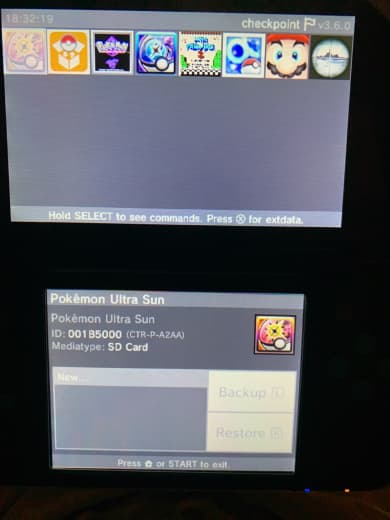 18:32:19 checkpoint v3.6.0
Hold SELECT to see commands. Press Ⓧ for extdata.
Pokémon Ultra Sun
Pokémon Ultra Sun
ID: 001B5000 (CTR-P-A2AA)
Mediatype: SD Card
New...
Backup
Restore
Press or START to exit.